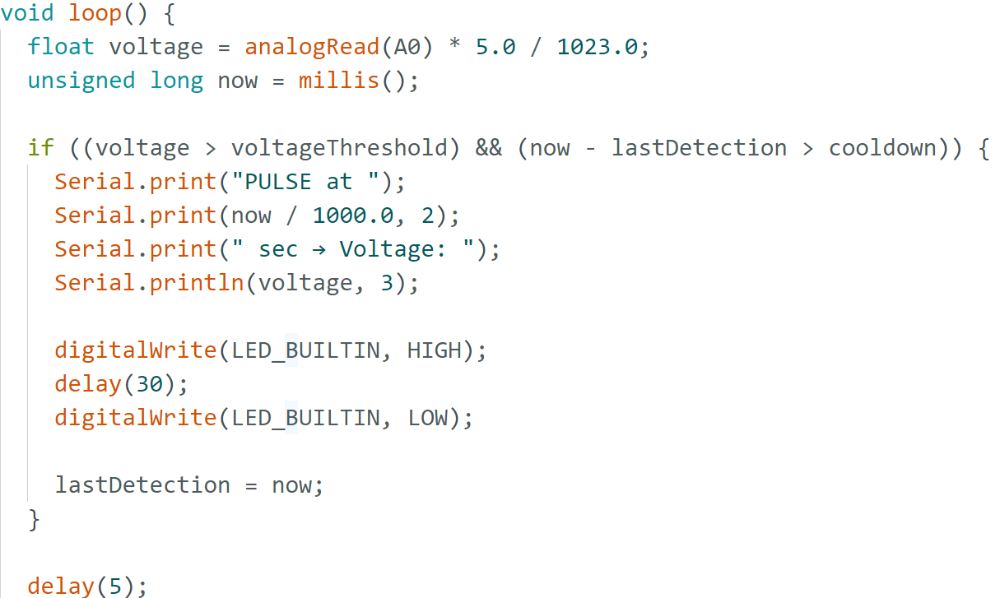 void loop() {
float voltage = analogRead(A0) * 5.0 / 1023.0;
unsigned long now = millis();
if ((voltage > voltageThreshold) && (now - lastDetection > cooldown)) {
Serial.print("PULSE at ");
Serial.print(now / 1000.0, 2);
Serial.print(" sec → Voltage: ");
Serial.println(voltage, 3);
digitalWrite(LED_BUILTIN, HIGH);
delay(30);
digitalWrite(LED_BUILTIN, LOW);
lastDetection = now;
}
delay(5);